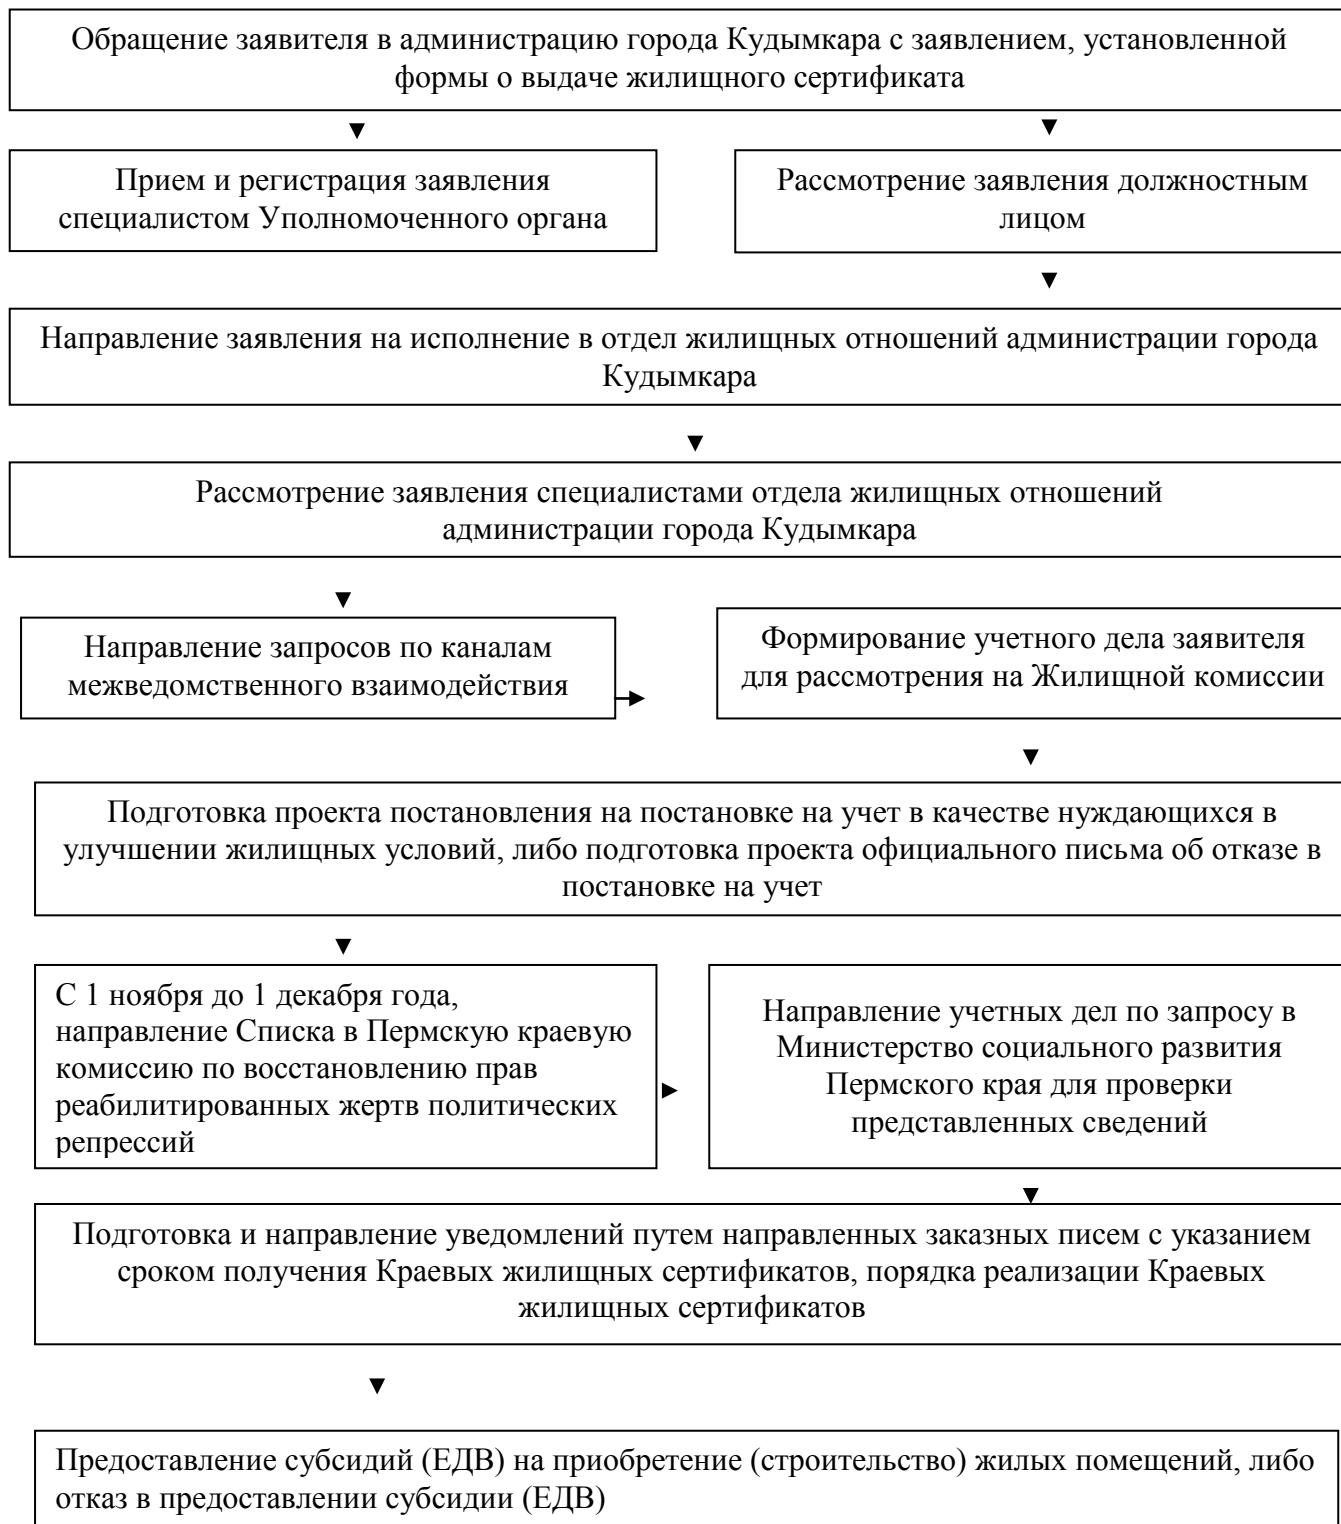 Обращение заявителя в администрацию города Кудымкара с заявлением, установленной
формы о выдаче жилищного сертификата
Прием и регистрация заявления
специалистом Уполномоченного органа
Рассмотрение заявления должностным
лицом
Направление заявления на исполнение в отдел жилищных отношений администрации города
Кудымкара
Рассмотрение заявления специалистами отдела жилищных отношений
администрации города Кудымкара
Направление запросов по каналам
межведомственного взаимодействия
Формирование учетного дела заявителя
для рассмотрения на Жилищной комиссии
Подготовка проекта постановления на постановке на учет в качестве нуждающихся в
улучшении жилищных условий, либо подготовка проекта официального письма об отказе в
постановке на учет
С 1 ноября до 1 декабря года,
направление Списка в Пермскую краевую
комиссию по восстановлению прав
реабилитированных жертв политических
репрессий
Направление учетных дел по запросу в
Министерство социального развития
Пермского края для проверки
представленных сведений
Подготовка и направление уведомлений путем направленных заказных писем с указанием
сроком получения Краевых жилищных сертификатов, порядка реализации Краевых
жилищных сертификатов
Предоставление субсидий (ЕДВ) на приобретение (строительство) жилых помещений, либо
отказ в предоставлении субсидии (ЕДВ)